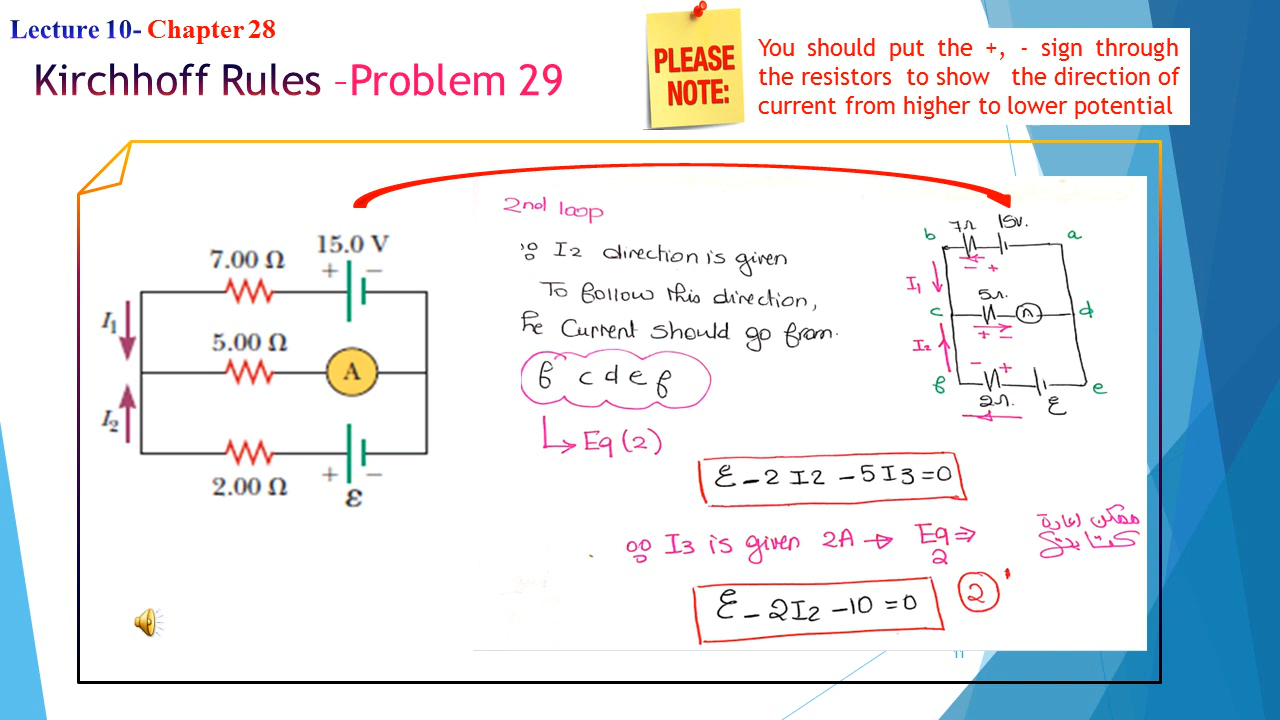 Lecture 10- Chapter 28
Kirchhoff Rules –Problem 29
PLEASE
NOTE:
You should put the +, - sign through
the resistors to show the direction of
current from higher to lower potential
15.0 V
7.00 Ω
+ −
I₁
5.00 Ω
A
I₂
2.00 Ω
+ −
ε
2nd loop
∵ I2 direction is given
To follow this direction,
The Current should go from.
f c d e f
↳ Eq (2)
ε - 2 I2 - 5 I3 = 0
∵ I3 is given 2A → Eq ⇒
2
ممكن اعادة
ε - 2I2 - 10 = 0
2
7Ω 15v.
b a
- +
I1
5Ω.
c d
+ -
I2
- +
f e
2Ω. ε
11